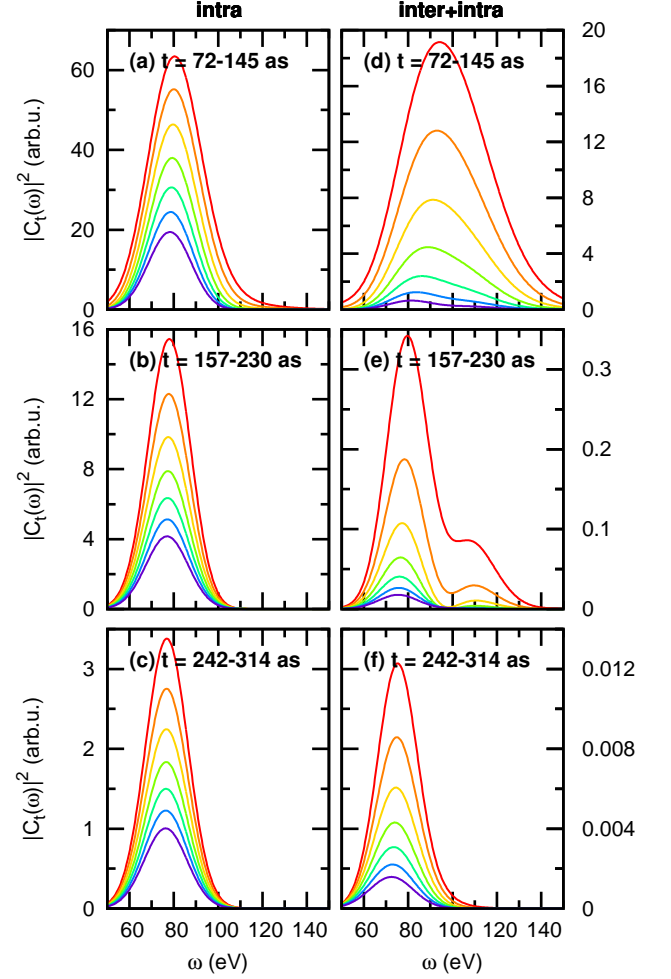 intra
inter+intra
(a) t = 72-145 as
(d) t = 72-145 as
60
40
20
0
20
16
12
8
4
0
|Cₜ(ω)|² (arb.u.)
(b) t = 157-230 as
(e) t = 157-230 as
16
12
8
4
0
0.3
0.2
0.1
0
|Cₜ(ω)|² (arb.u.)
(c) t = 242-314 as
(f) t = 242-314 as
3
2
1
0
0.012
0.008
0.004
0
|Cₜ(ω)|² (arb.u.)
60 80 100 120 140
60 80 100 120 140
ω (eV)
ω (eV)